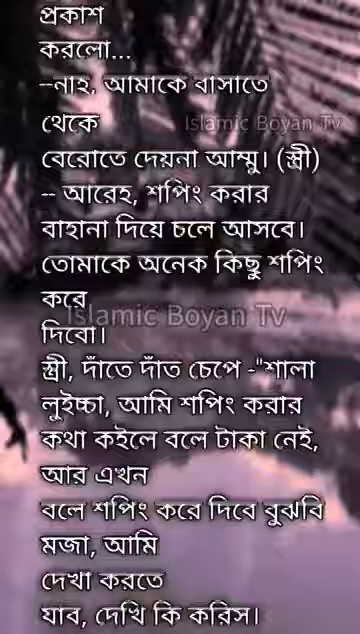 প্রকাশ
করলো...
--নাহ, আমাকে বাসাতে
থেকে
Islamic Boyan Tv
বেরোতে দেয়না আম্মু। (স্ত্রী)
-- আরেহ, শপিং করার
বাহানা দিয়ে চলে আসবে।
তোমাকে অনেক কিছু শপিং
করে
Islamic Boyan Tv
দিবো।
স্ত্রী, দাঁতে দাঁত চেপে -"শালা
লুইচ্চা, আমি শপিং করার
কথা কইলে বলে টাকা নেই,
আর এখন
বলে শপিং করে দিবে বুঝবি
মজা, আমি
দেখা করতে
যাব, দেখি কি করিস।